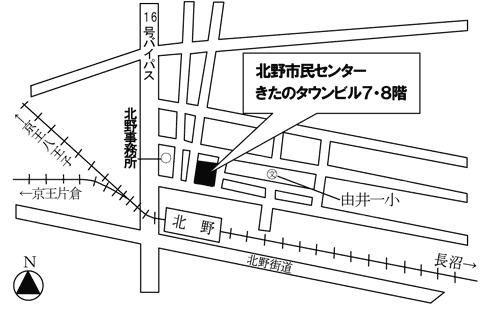 16号バイパス
北野市民センター
きたのタウンビル7・8階
北野事務所
←京王八王子
文
由井一小
←京王片倉
北野
長沼→
北野街道
N